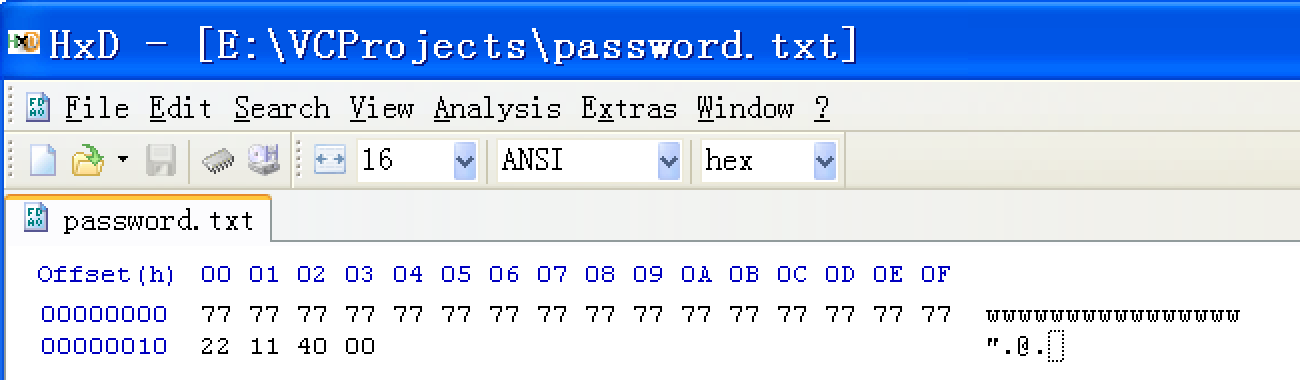 HxD - [E:\VCProjects\password.txt]
File Edit Search View Analysis Extras Window ?
16 ANSI hex
password.txt
Offset(h) 00 01 02 03 04 05 06 07 08 09 0A 0B 0C 0D 0E 0F
00000000 77 77 77 77 77 77 77 77 77 77 77 77 77 77 77 77 wwwwwwwwwwwwwwww
00000010 22 11 40 00 ".@.